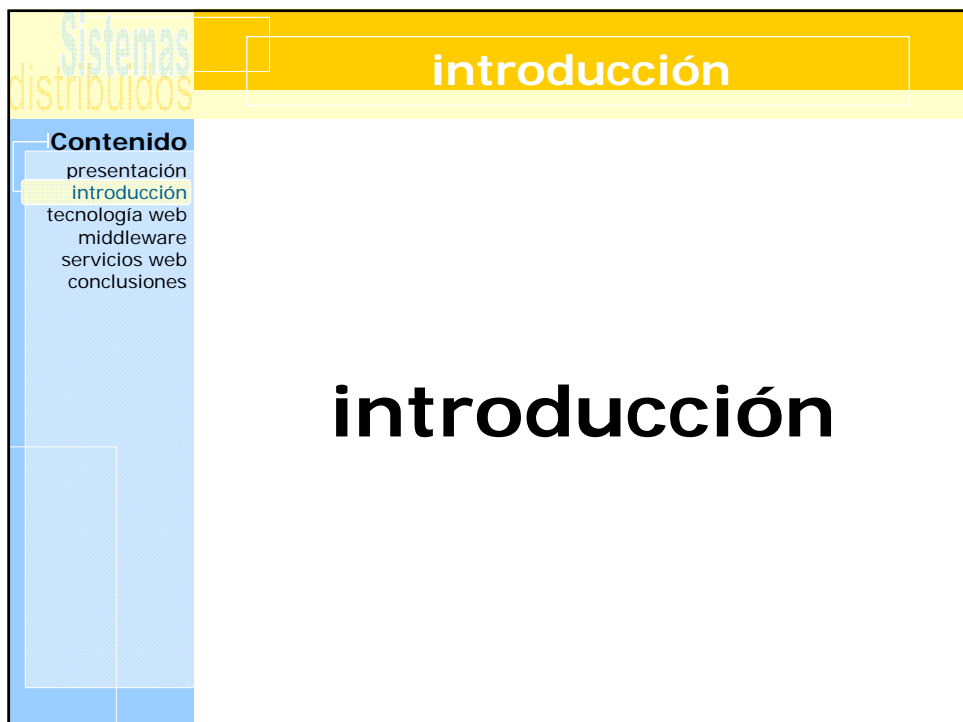 Sistemas
distribuidos
introducción
Contenido
presentación
introducción
tecnología web
middleware
servicios web
conclusiones
introducción